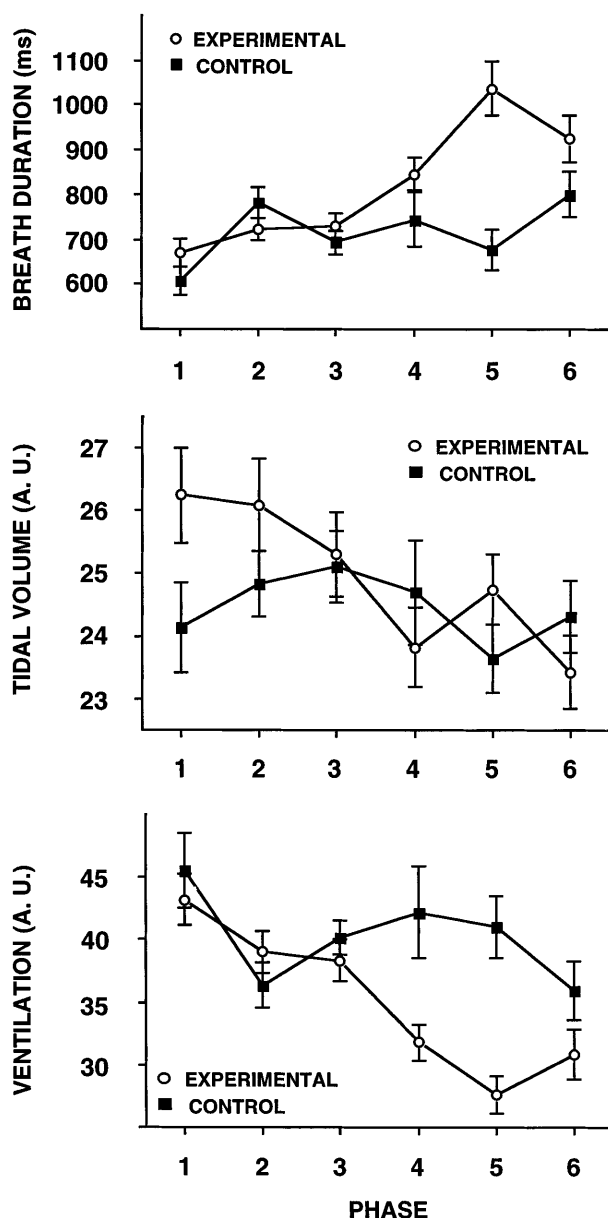 BREATH DURATION (ms)
EXPERIMENTAL
CONTROL
1100
1000
900
800
700
600
1 2 3 4 5 6
TIDAL VOLUME (A. U.)
EXPERIMENTAL
CONTROL
27
26
25
24
23
1 2 3 4 5 6
VENTILATION (A. U.)
45
40
35
30
EXPERIMENTAL
CONTROL
1 2 3 4 5 6
PHASE